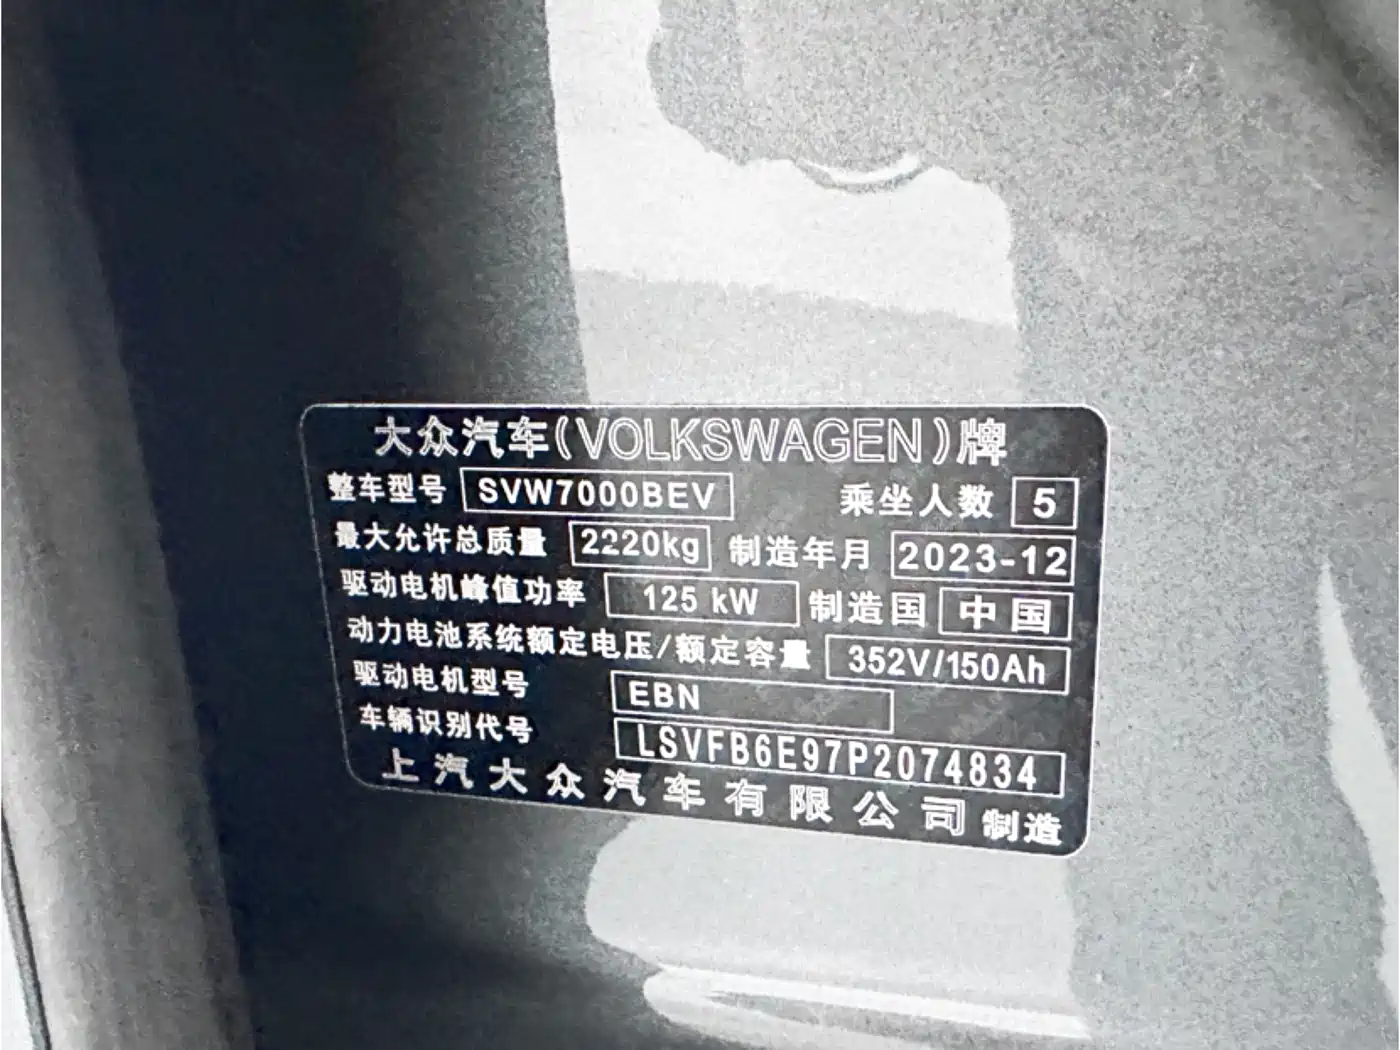 大众汽车(VOLKSWAGEN)牌
整车型号 SVW7000BEV 乘坐人数 5
最大允许总质量 2220kg 制造年月 2023-12
驱动电机峰值功率 125 kW 制造国 中国
动力电池系统额定电压/额定容量 352V/150Ah
驱动电机型号 EBN
车辆识别代号 LSVFB6E97P2074834
上汽大众汽车有限公司 制造